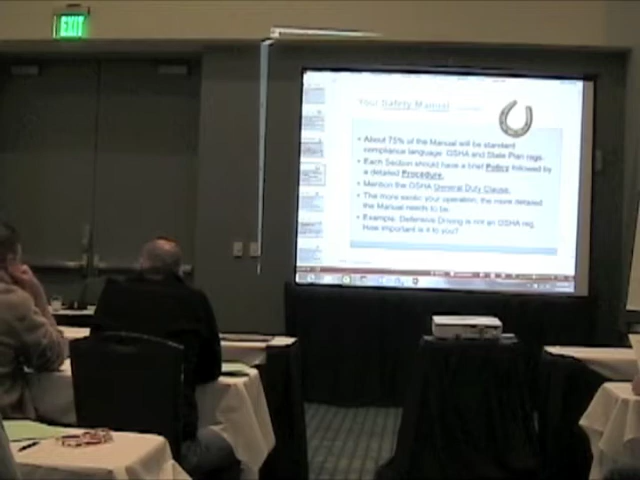 EXIT
Your Safety Manual
• About 75% of the Manual will be standard
compliance language. OSHA and State Plan regs.
• Each Section should have a brief Policy followed by
a detailed Procedure.
• Mention the OSHA General Duty Clause.
• The more exotic your operation, the more detailed
the Manual needs to be.
• Example: Defensive Driving is not an OSHA reg.
How important is it to you?